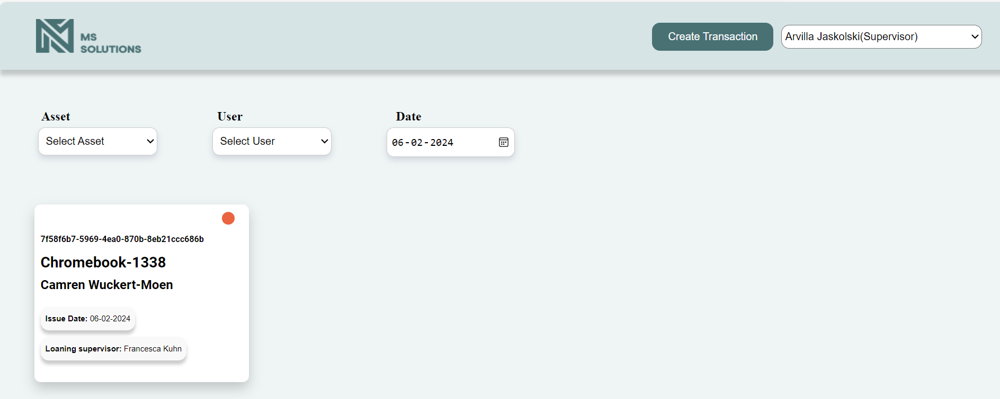 MS
SOLUTIONS
Create Transaction
Arvilla Jaskolski(Supervisor)
Asset
User
Date
Select Asset
Select User
06-02-2024
7f58f6b7-5969-4ea0-870b-8eb21ccc686b
Chromebook-1338
Camren Wuckert-Moen
Issue Date: 06-02-2024
Loaning supervisor: Francesca Kuhn